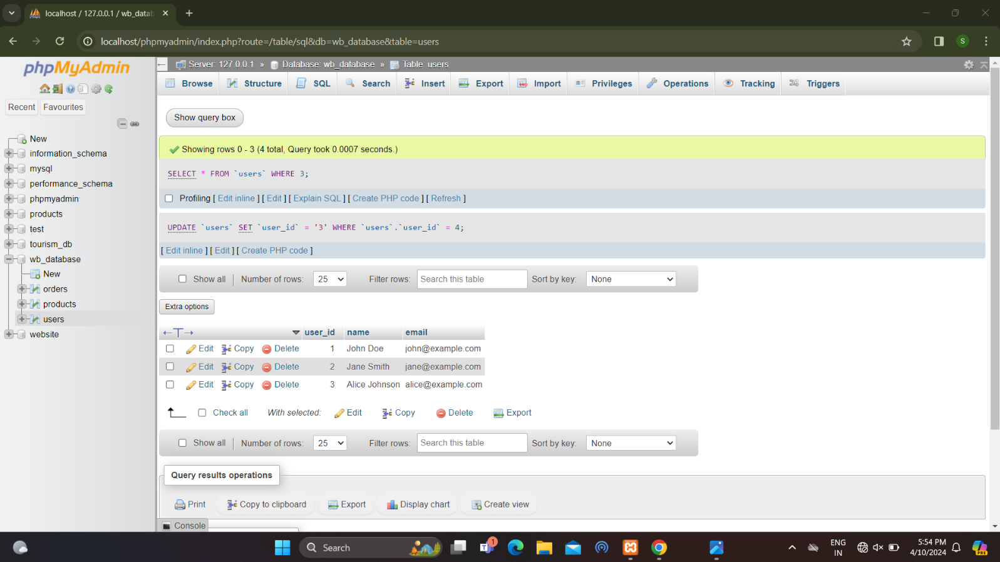 localhost / 127.0.0.1 / wb_datab
localhost/phpmyadmin/index.php?route=/table/sql&db=wb_database&table=users
S
phpMyAdmin
Recent
Favourites
New
information_schema
mysql
performance_schema
phpmyadmin
products
test
tourism_db
wb_database
New
orders
products
users
website
Server: 127.0.0.1 » Database: wb_database » Table: users
Browse Structure SQL Search Insert Export Import Privileges Operations Tracking Triggers
Show query box
Showing rows 0 - 3 (4 total, Query took 0.0007 seconds.)
SELECT * FROM `users` WHERE 3;
Profiling [ Edit inline ] [ Edit ] [ Explain SQL ] [ Create PHP code ] [ Refresh ]
UPDATE `users` SET `user_id` = '3' WHERE `users`.`user_id` = 4;
[ Edit inline ] [ Edit ] [ Create PHP code ]
Show all | Number of rows: 25 Filter rows: Search this table Sort by key: None
Extra options
←T→ user_id name email
Edit Copy Delete 1 John Doe john@example.com
Edit Copy Delete 2 Jane Smith jane@example.com
Edit Copy Delete 3 Alice Johnson alice@example.com
Check all With selected: Edit Copy Delete Export
Show all | Number of rows: 25 Filter rows: Search this table Sort by key: None
Query results operations
Print Copy to clipboard Export Display chart Create view
Console
Search
1
ENG
IN
5:54 PM
4/10/2024
PRE